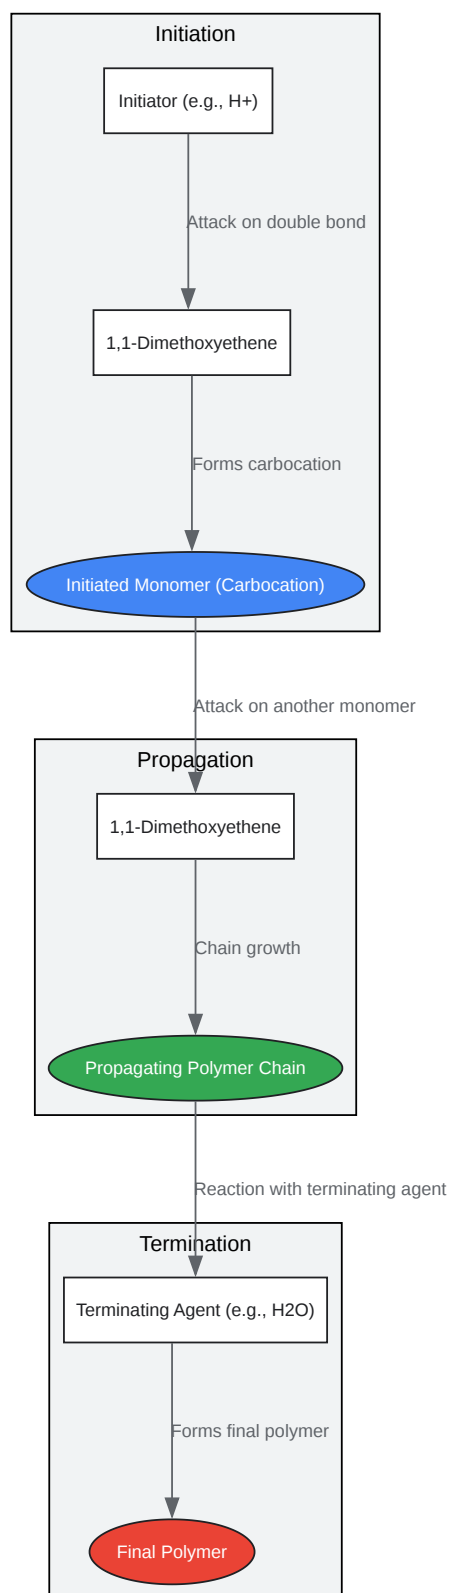 Initiation
Initiator (e.g., H+)
Attack on double bond
1,1-Dimethoxyethene
Forms carbocation
Initiated Monomer (Carbocation)
Attack on another monomer
Propagation
1,1-Dimethoxyethene
Chain growth
Propagating Polymer Chain
Reaction with terminating agent
Termination
Terminating Agent (e.g., H2O)
Forms final polymer
Final Polymer